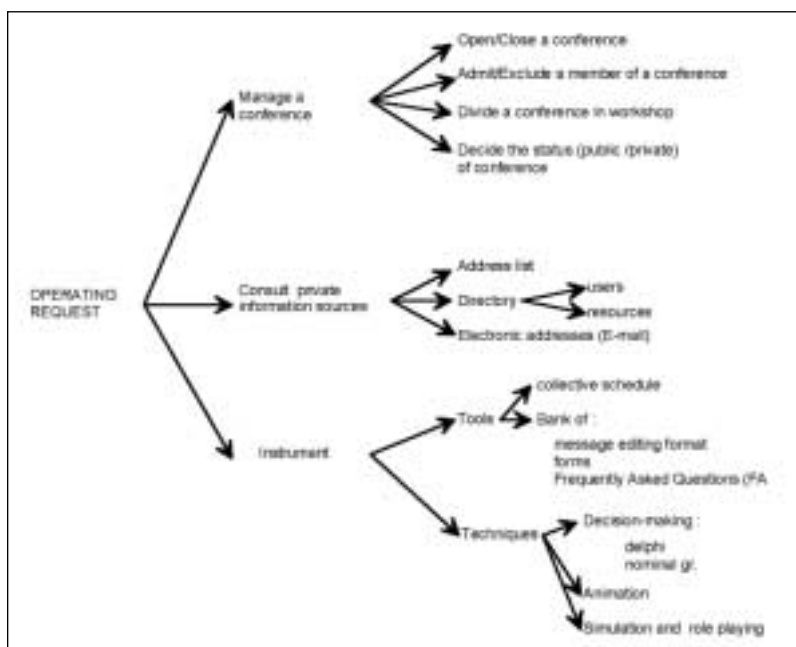 Open/Close a conference
Admit/Exclude a member of a conference
Manage a
conference
Divide a conference in workshop
Decide the status (public /private)
of conference
Address list
Consult private
information sources
users
OPERATING
REQUEST
Directory
resources
Electronic addresses (E-mail)
collective schedule
Tools
Bank of :
Instrument
message editing format
forms
Frequently Asked Questions (FA
Decision-making :
Techniques
delphi
nominal gr.
Animation
Simulation and role playing